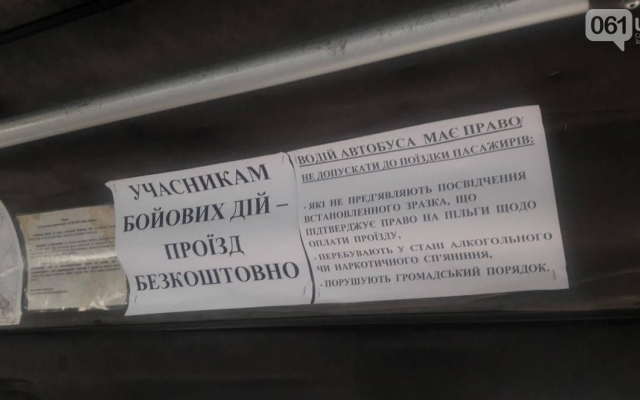 061
УЧАСНИКАМ
БОЙОВИХ ДІЙ –
ПРОЇЗД
БЕЗКОШТОВНО
ВОДІЙ АВТОБУСА МАЄ ПРАВО
НЕ ДОПУСКАТИ ДО ПОЇЗДКИ ПАСАЖИРІВ:
- ЯКІ НЕ ПРЕД'ЯВЛЯЮТЬ ПОСВІДЧЕННЯ
ВСТАНОВЛЕНОГО ЗРАЗКА, ЩО
ПІДТВЕРДЖУЄ ПРАВО НА ПІЛЬГИ ЩОДО
ОПЛАТИ ПРОЇЗДУ,
- ПЕРЕБУВАЮТЬ У СТАНІ АЛКОГОЛЬНОГО
ЧИ НАРКОТИЧНОГО СП'ЯНІННЯ,
- ПОРУШУЮТЬ ГРОМАДСЬКИЙ ПОРЯДОК.